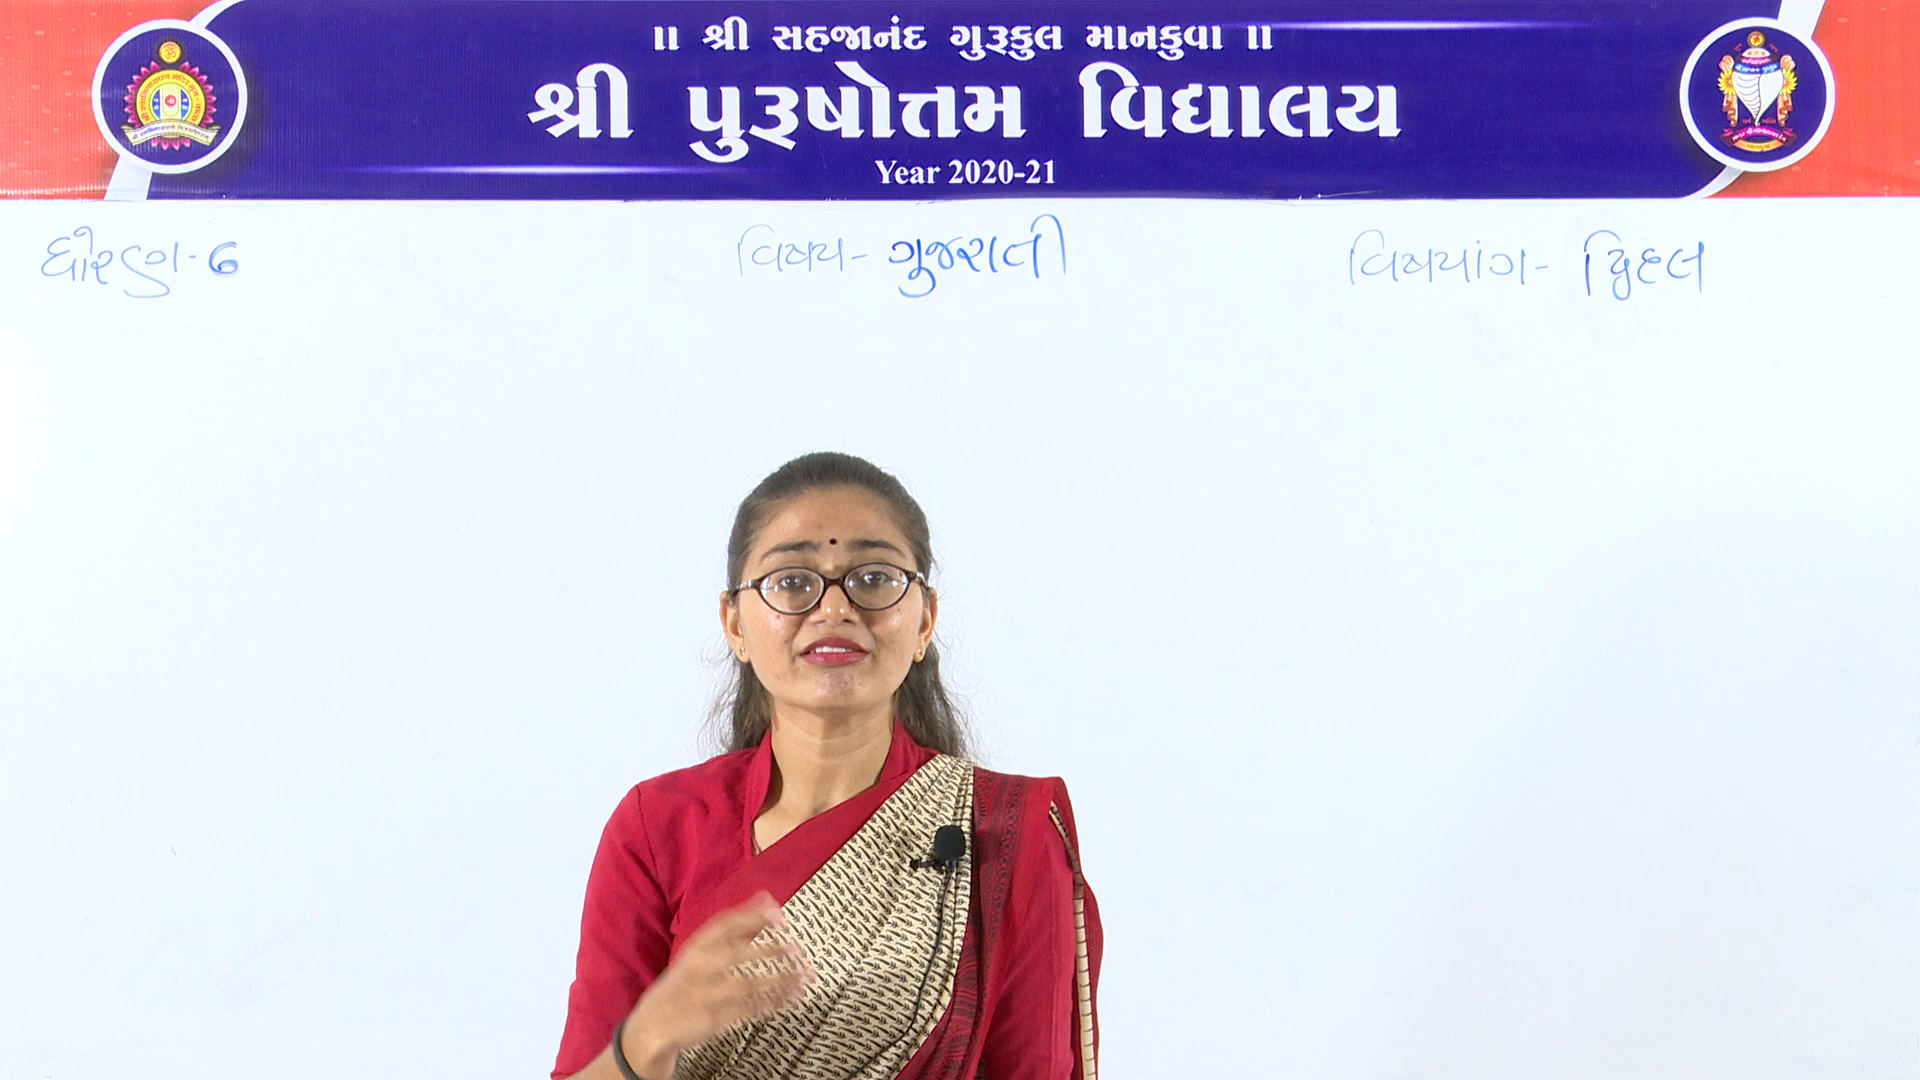 ॥ શ્રી સહજાનંદ ગુરૂકુલ માનકુવા ॥
શ્રી પુરૂષોત્તમ વિદ્યાલય
Year 2020-21
ધોરણ - 6
વિષય - ગુજરાતી
વિષયાંગ - દ્વિદલ